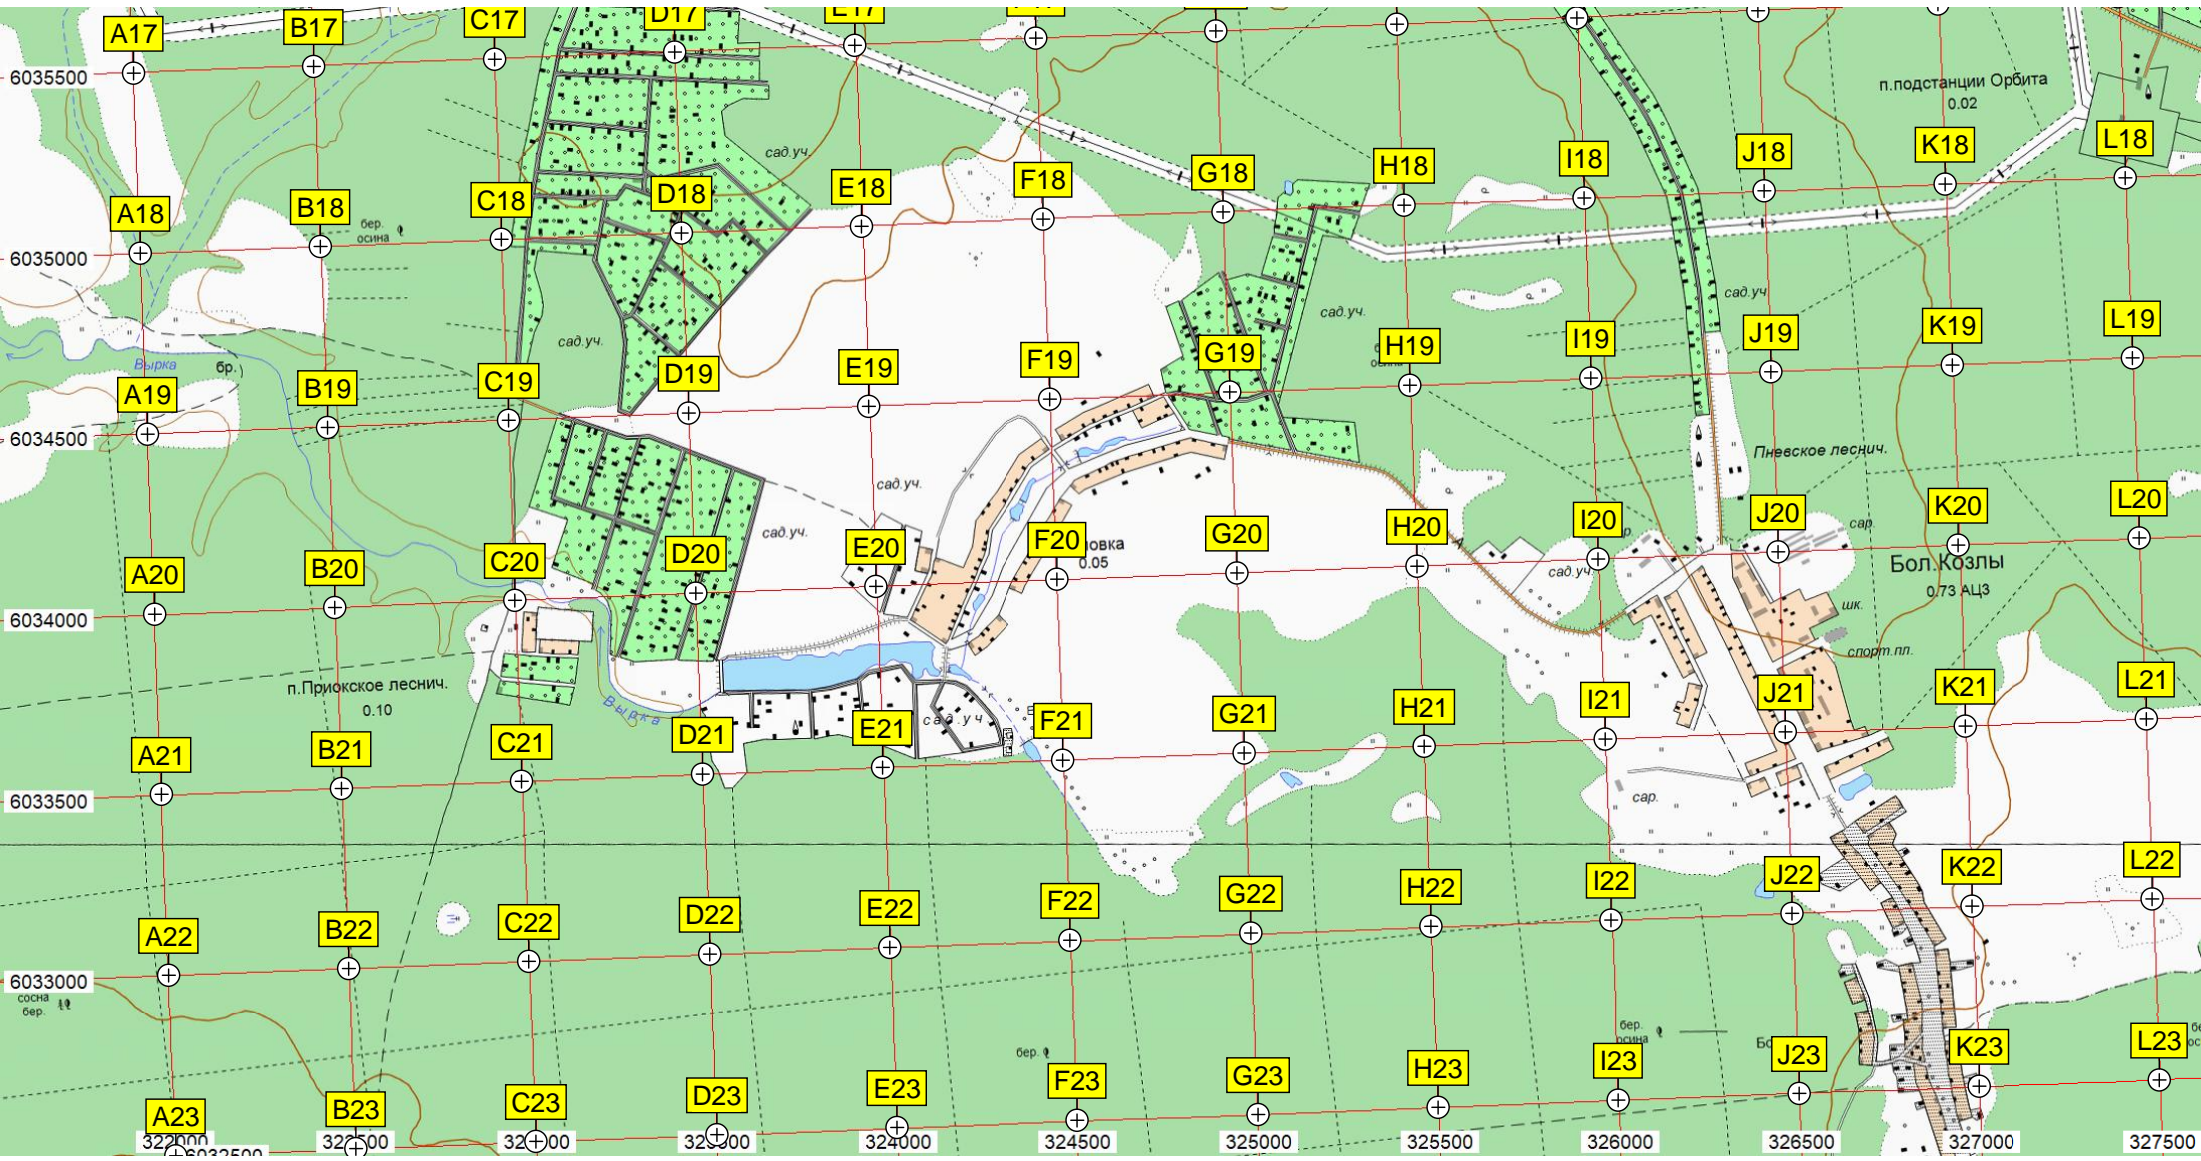 A17
B17
C17
D17
E17
6035500
п.подстанции Орбита
0.02
сад.уч.
A18
B18
C18
D18
E18
F18
G18
H18
I18
J18
K18
L18
бер.
осина
6035000
сад.уч.
сад.уч.
сад.уч.
Вырка
бр.
A19
B19
C19
D19
E19
F19
G19
H19
I19
J19
K19
L19
6034500
Пневское леснич.
сад.уч.
сад.уч.
сар.
A20
B20
C20
D20
E20
F20
G20
H20
I20
J20
K20
L20
0.05
сад.уч.
Бол.Козлы
0.73 АЦЗ
шк.
6034000
спорт.пл.
п.Приокское леснич.
0.10
Вырка
сад.уч.
A21
B21
C21
D21
E21
F21
G21
H21
I21
J21
K21
L21
6033500
сар.
A22
B22
C22
D22
E22
F22
G22
H22
I22
J22
K22
L22
6033000
сосна
бер.
бер.
бер.
осина
A23
B23
C23
D23
E23
F23
G23
H23
I23
J23
K23
L23
322000
6032500
324000
324500
325000
325500
326000
326500
327000
327500